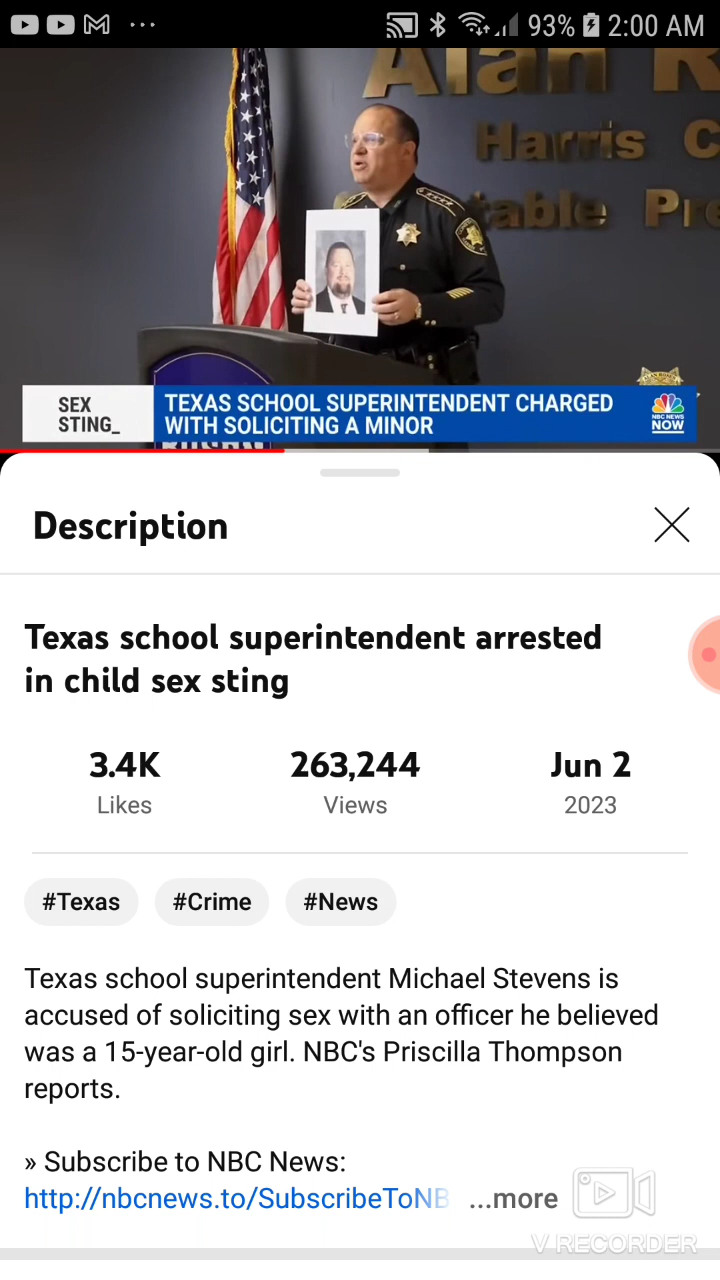 93% 2:00 AM
Alan R
Harris C
table Pre
SEX
STING_
TEXAS SCHOOL SUPERINTENDENT CHARGED
WITH SOLICITING A MINOR
NBC NEWS
NOW
Description
Texas school superintendent arrested
in child sex sting
3.4K 263,244 Jun 2
Likes Views 2023
#Texas #Crime #News
Texas school superintendent Michael Stevens is
accused of soliciting sex with an officer he believed
was a 15-year-old girl. NBC's Priscilla Thompson
reports.
» Subscribe to NBC News:
http://nbcnews.to/SubscribeToNB ...more
V RECORDER